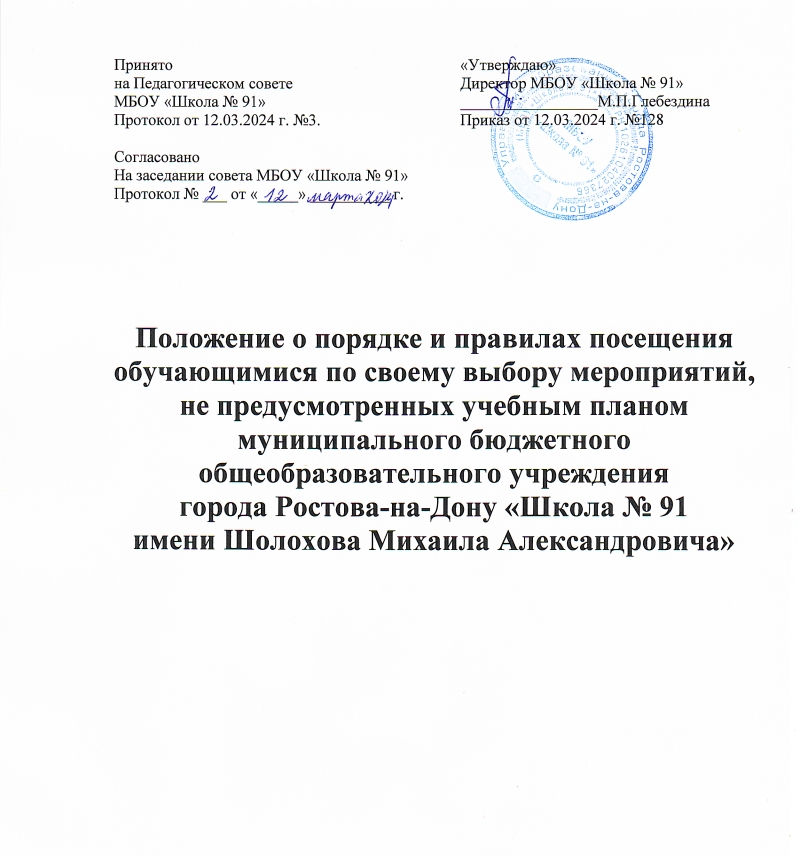 Принято
на Педагогическом совете
МБОУ «Школа № 91»
Протокол от 12.03.2024 г. №3.
«Утверждаю»
Директор МБОУ «Школа № 91»
М.П.Глебездина
Приказ от 12.03.2024 г. №128
Согласовано
На заседании совета МБОУ «Школа № 91»
Протокол № 2 от «12» марта 2024г.
Положение о порядке и правилах посещения
обучающимися по своему выбору мероприятий,
не предусмотренных учебным планом
муниципального бюджетного
общеобразовательного учреждения
города Ростова-на-Дону «Школа № 91
имени Шолохова Михаила Александровича»